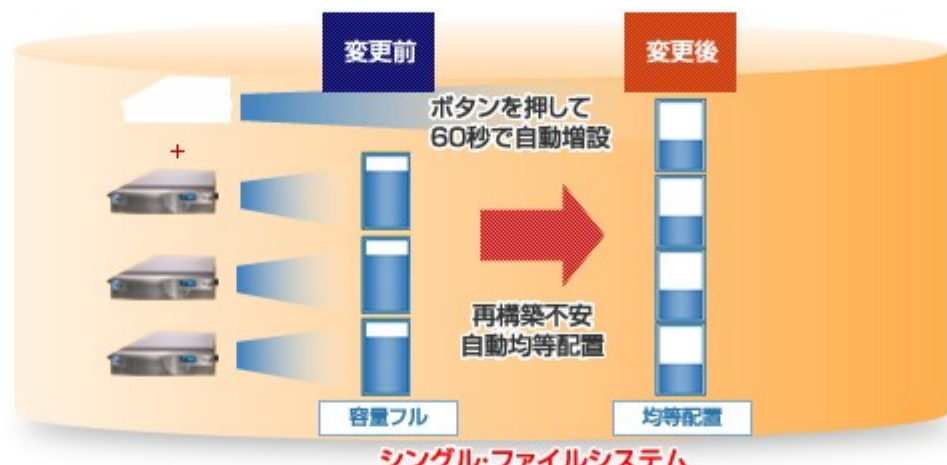 変更前
変更後
ボタンを押して
60秒で自動増設
+
再構築不安
自動均等配置
容量フル
均等配置
シングル・ファイルシステム